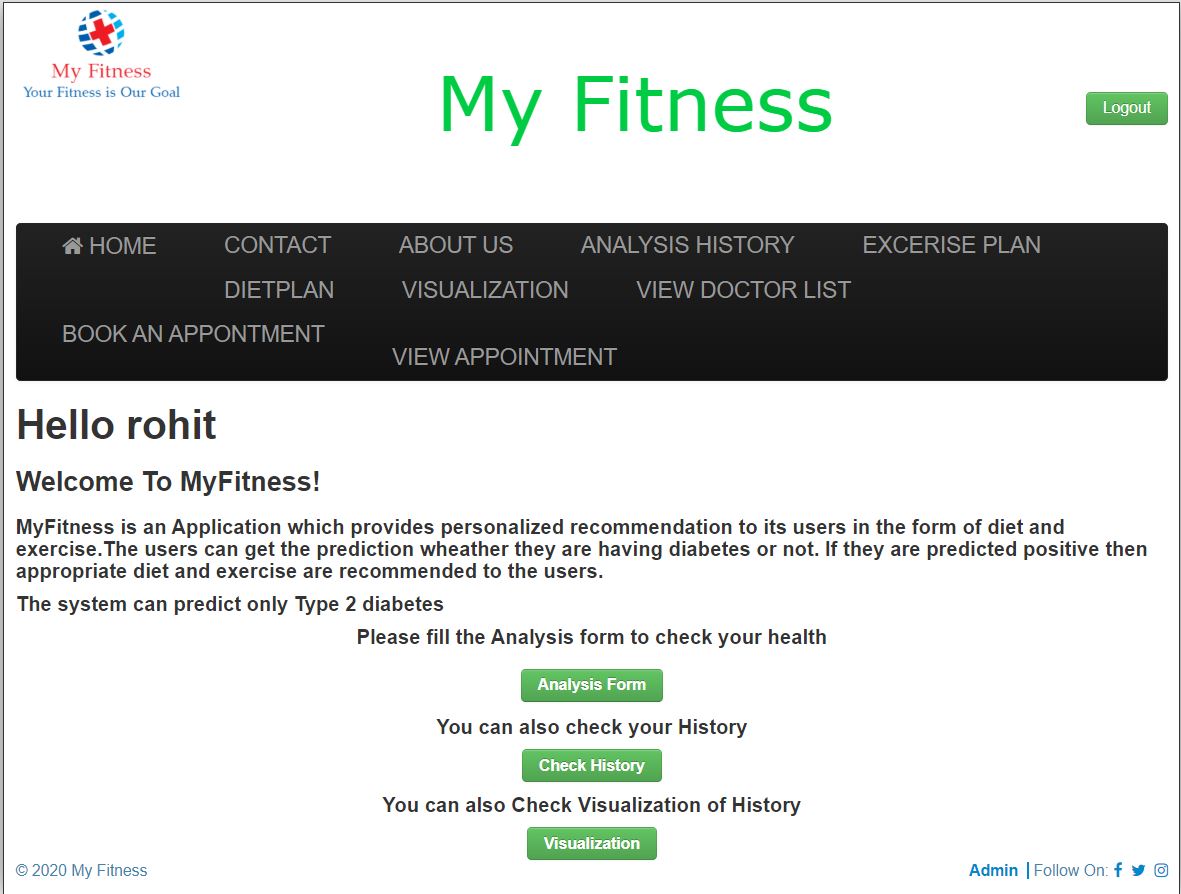 My Fitness
Your Fitness is Our Goal
My Fitness
Logout
HOME CONTACT ABOUT US ANALYSIS HISTORY EXCERISE PLAN
DIETPLAN VISUALIZATION VIEW DOCTOR LIST
BOOK AN APPONTMENT
VIEW APPOINTMENT
Hello rohit
Welcome To MyFitness!
MyFitness is an Application which provides personalized recommendation to its users in the form of diet and
exercise.The users can get the prediction wheather they are having diabetes or not. If they are predicted positive then
appropriate diet and exercise are recommended to the users.
The system can predict only Type 2 diabetes
Please fill the Analysis form to check your health
Analysis Form
You can also check your History
Check History
You can also Check Visualization of History
Visualization
© 2020 My Fitness Admin | Follow On: